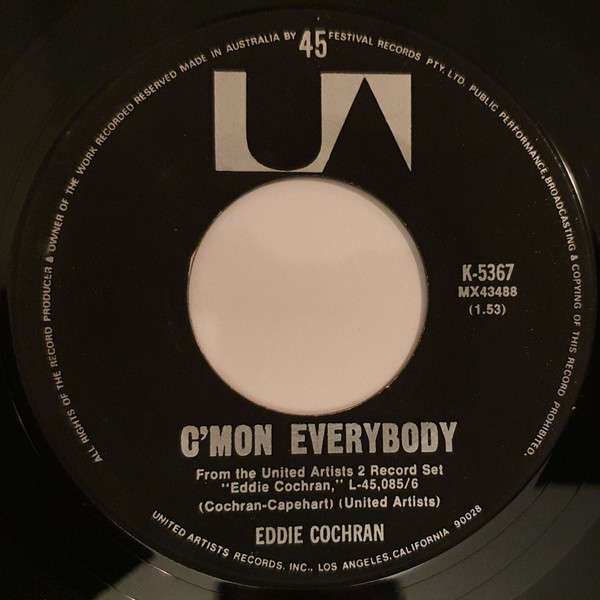 ALL RIGHTS OF THE RECORD PRODUCER & OWNER OF THE WORK RECORDED RESERVED MADE IN AUSTRALIA BY 45 FESTIVAL RECORDS PTY. LTD. PUBLIC PERFORMANCE, BROADCASTING & COPYING OF THIS RECORD PROHIBITED.
UA
K-5367
MX43488
(1.53)
C'MON EVERYBODY
From the United Artists 2 Record Set
"Eddie Cochran," L-45,085/6
(Cochran-Capehart) (United Artists)
EDDIE COCHRAN
UNITED ARTISTS RECORDS. INC., LOS ANGELES, CALIFORNIA 90028